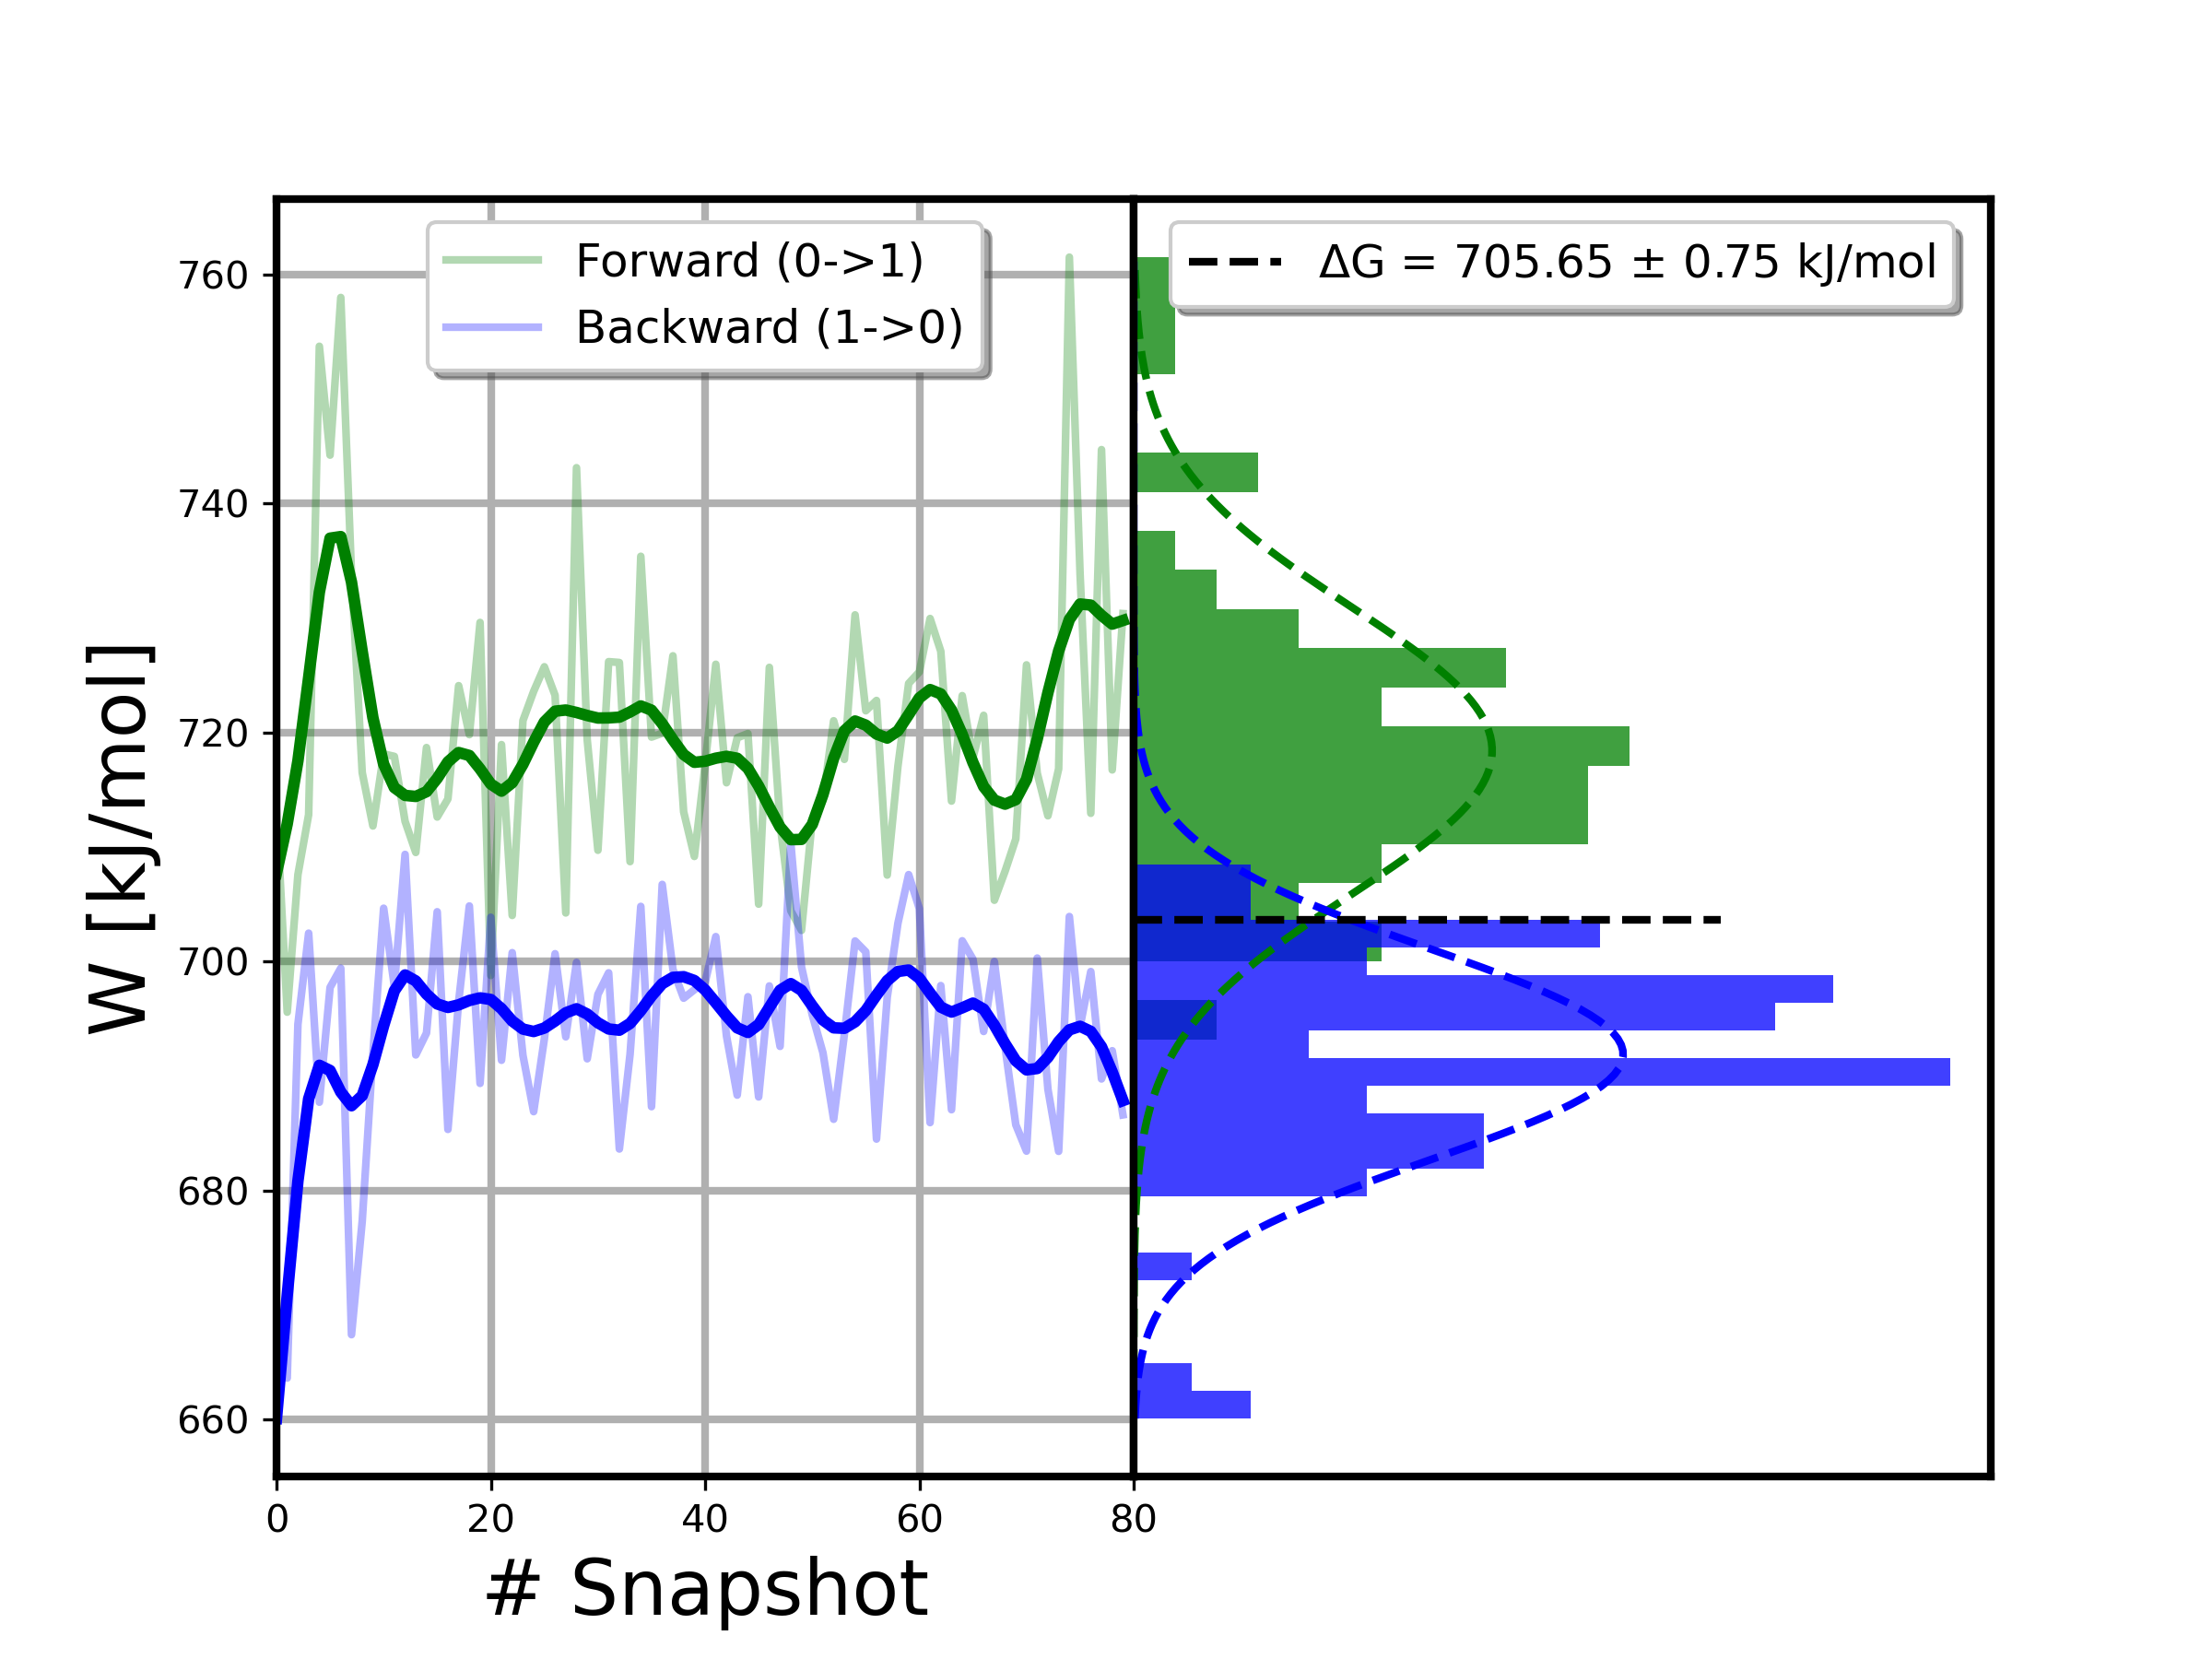 Forward (0->1)
Backward (1->0)
ΔG = 705.65 ± 0.75 kJ/mol
760
740
720
700
680
660
W [kJ/mol]
0 20 40 60 80
# Snapshot